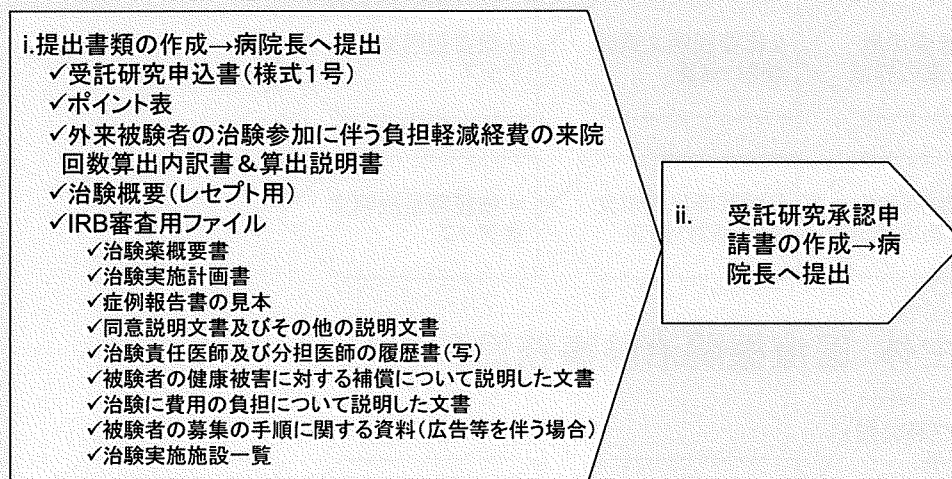 i.提出書類の作成→病院長へ提出
✓受託研究申込書(様式1号)
✓ポイント表
✓外来被験者の治験参加に伴う負担軽減経費の来院
回数算出内訳書&算出説明書
✓治験概要(レセプト用)
✓IRB審査用ファイル
✓治験薬概要書
✓治験実施計画書
✓症例報告書の見本
✓同意説明文書及びその他の説明文書
✓治験責任医師及び分担医師の履歴書(写)
✓被験者の健康被害に対する補償について説明した文書
✓治験に費用の負担について説明した文書
✓被験者の募集の手順に関する資料(広告等を伴う場合)
✓治験実施施設一覧
ii. 受託研究承認申
請書の作成→病
院長へ提出